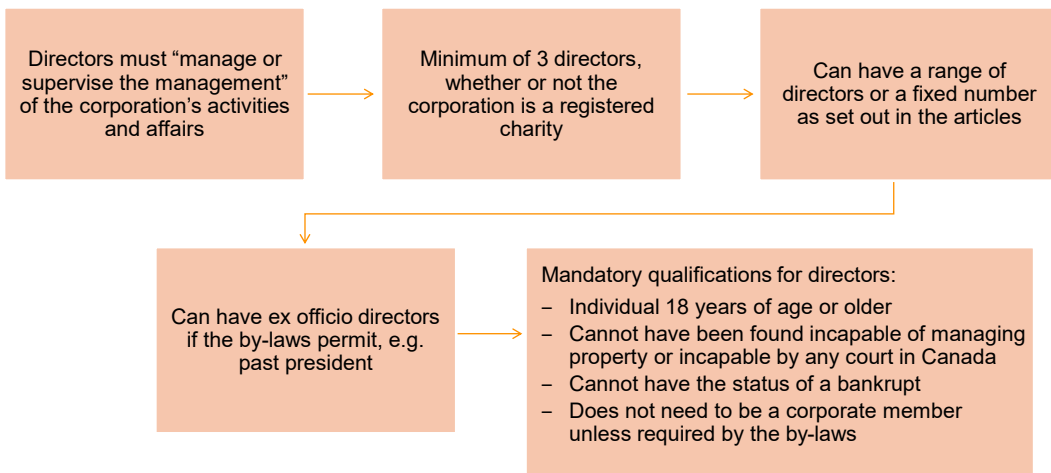 Directors must “manage or
supervise the management”
of the corporation’s activities
and affairs
Minimum of 3 directors,
whether or not the
corporation is a registered
charity
Can have a range of
directors or a fixed number
as set out in the articles
Can have ex officio directors
if the by-laws permit, e.g.
past president
Mandatory qualifications for directors:
– Individual 18 years of age or older
– Cannot have been found incapable of managing
property or incapable by any court in Canada
– Cannot have the status of a bankrupt
– Does not need to be a corporate member
unless required by the by-laws